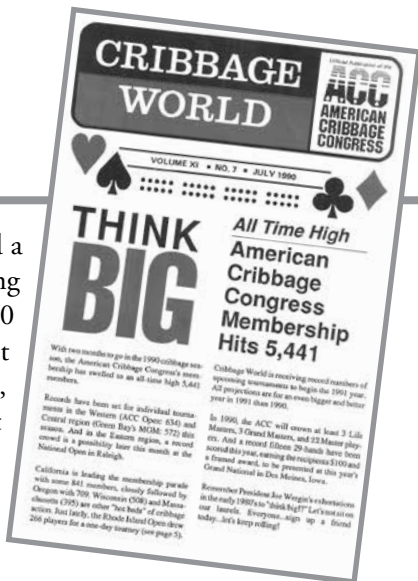 CRIBBAGE
WORLD
Official Publication of the
ACC
AMERICAN
CRIBBAGE
CONGRESS
VOLUME XI • NO. 7 • JULY 1990
THINK
BIG
With two months to go in the 1990 cribbage sea-
son, the American Cribbage Congress's mem-
bership has swelled to an all-time high 5,441
members.
Records have been set for individual tourna-
ments in the Western (ACC Open: 634) and
Central region (Green Bay's MGM: 572) this
season. And in the Eastern region, a record
crowd is a possibility later this month at the
National Open in Raleigh.
California is leading the membership parade
with some 841 members, closely followed by
Oregon with 709. Wisconsin (508) and Massa-
chusetts (395) are other "hot beds" of cribbage
action. Just lately, the Rhode Island Open drew
266 players for a one-day tourney (see page 5).
All Time High
American
Cribbage
Congress
Membership
Hits 5,441
Cribbage World is receiving record numbers of
upcoming tournaments to begin the 1991 year.
All projections are for an even bigger and better
year in 1991 than 1990.
In 1990, the ACC will crown at least 3 Life
Masters, 3 Grand Masters, and 22 Master play-
ers. And a record fifteen 29-hands have been
scored this year, earning the recipients $100 and
a framed award, to be presented at this year's
Grand National in Des Moines, Iowa.
Remember President Joe Wergin's exhortations
in the early 1980's to "think big!?" Let's not sit on
our laurels. Everyone...sign up a friend
today...let's keep rolling!